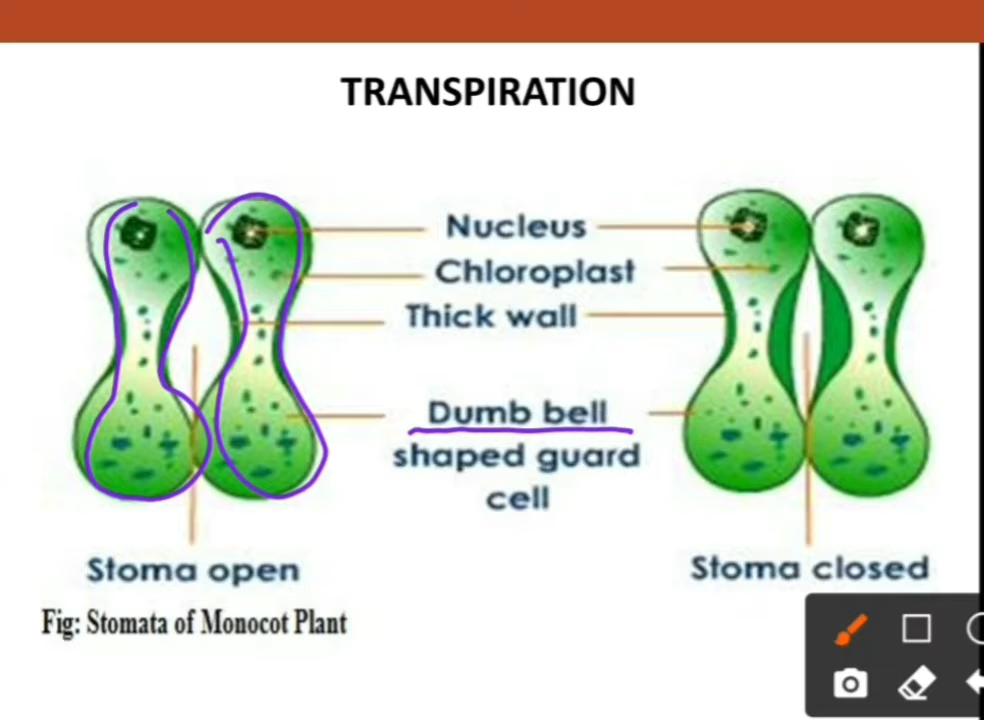 TRANSPIRATION
Nucleus
Chloroplast
Thick wall
Dumb bell
shaped guard
cell
Stoma open
Stoma closed
Fig: Stomata of Monocot Plant